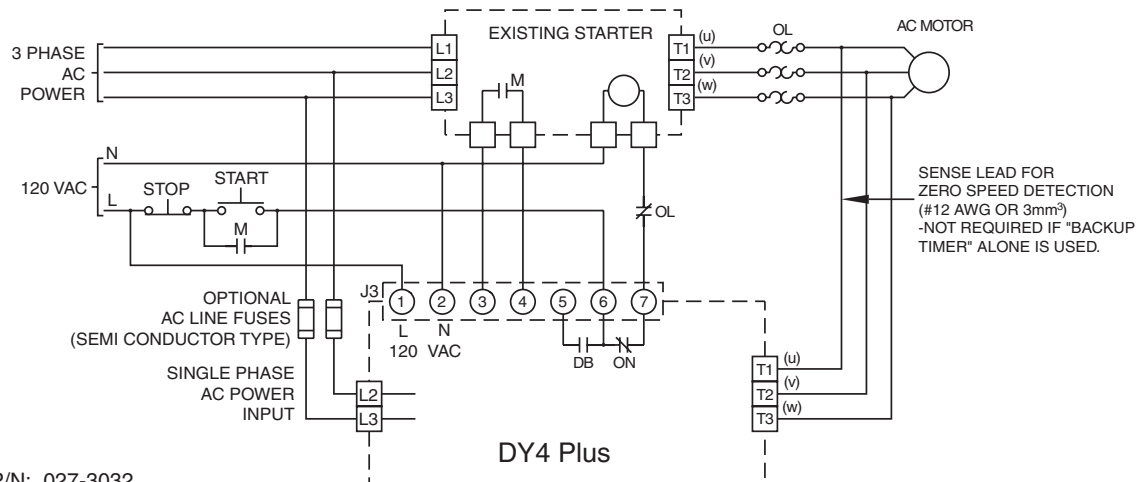 3 PHASE
AC
POWER
L1
L2
L3
EXISTING STARTER
M
T1
T2
T3
(u)
(v)
(w)
OL
AC MOTOR
120 VAC
N
L
STOP
START
M
OL
SENSE LEAD FOR
ZERO SPEED DETECTION
(#12 AWG OR 3mm³)
-NOT REQUIRED IF "BACKUP
TIMER" ALONE IS USED.
OPTIONAL
AC LINE FUSES
(SEMI CONDUCTOR TYPE)
J3
1 2 3 4 5 6 7
L N
120 VAC
DB ON
SINGLE PHASE
AC POWER
INPUT
L2
L3
T1
T2
T3
(u)
(v)
(w)
DY4 Plus
P/N: 027-3032